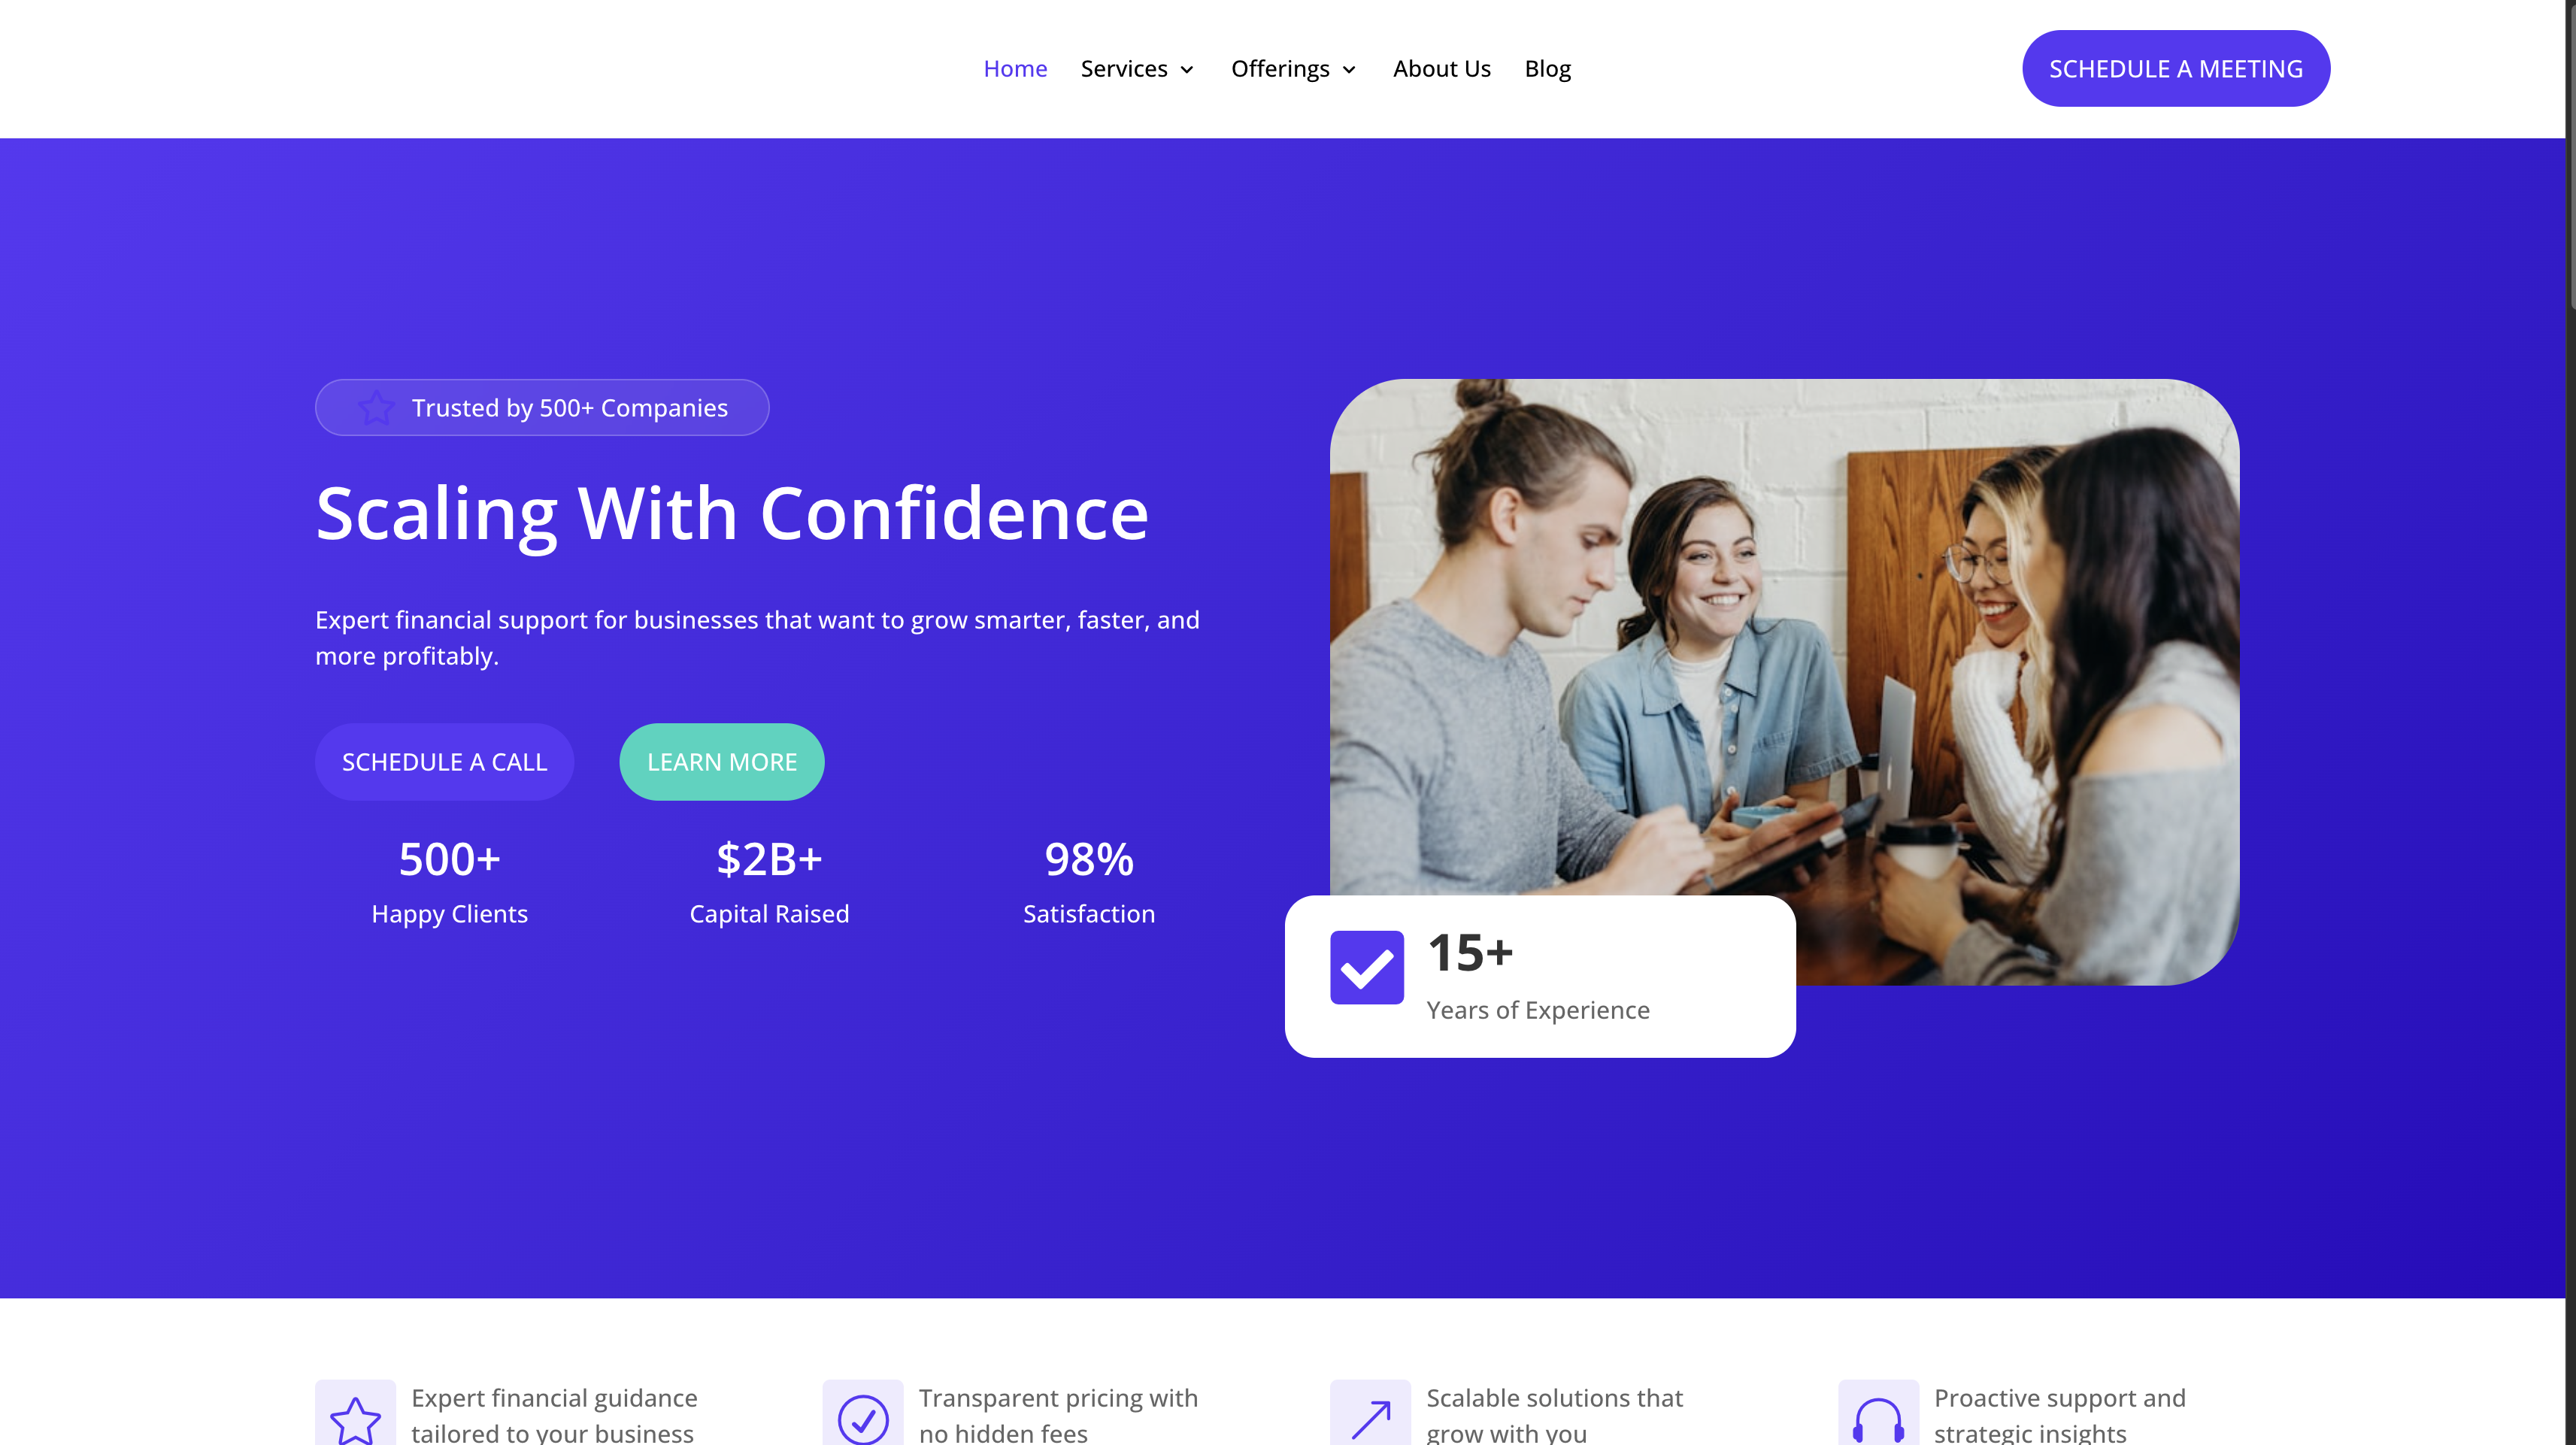 Home Services Offerings About Us Blog SCHEDULE A MEETING
Trusted by 500+ Companies
Scaling With Confidence
Expert financial support for businesses that want to grow smarter, faster, and
more profitably.
SCHEDULE A CALL LEARN MORE
500+ $2B+ 98%
Happy Clients Capital Raised Satisfaction
15+
Years of Experience
Expert financial guidance
tailored to your business
Transparent pricing with
no hidden fees
Scalable solutions that
grow with you
Proactive support and
strategic insights